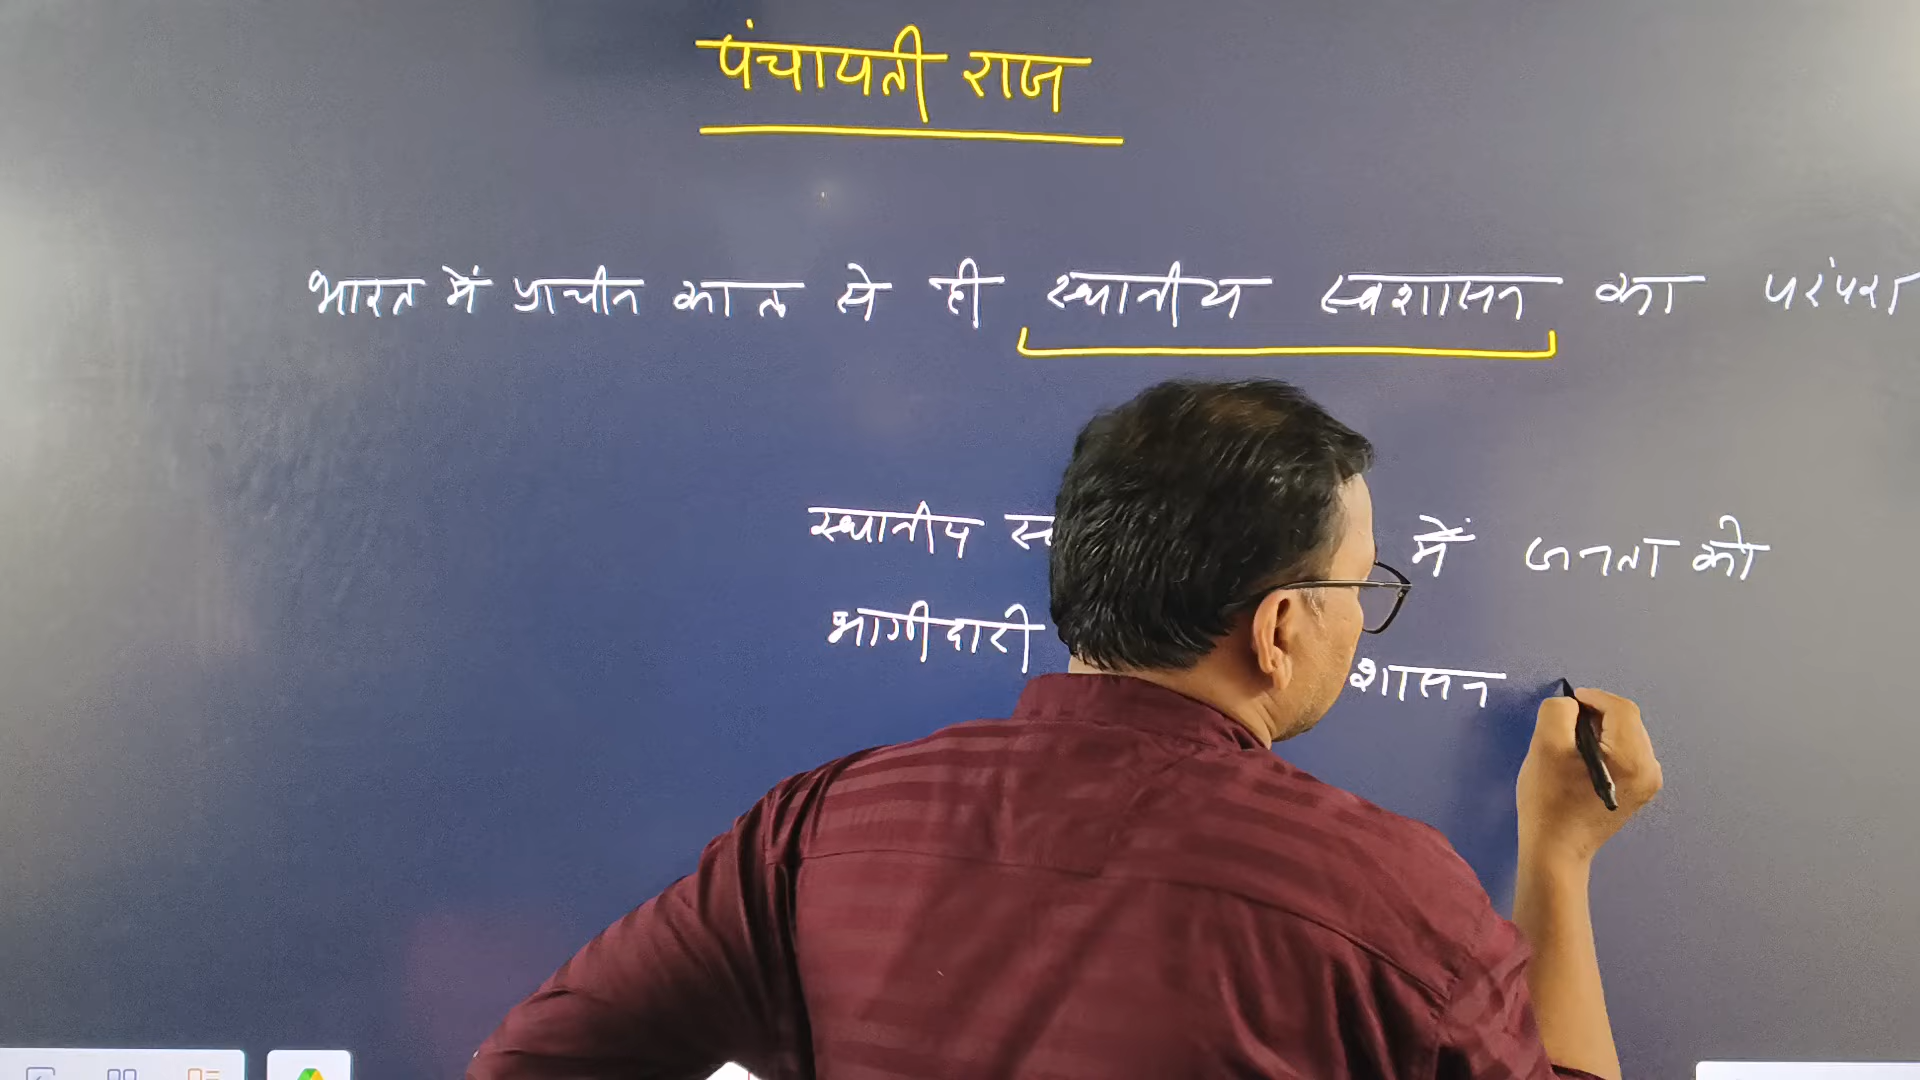 पंचायती राज
भारत में प्राचीन काल से ही स्थानीय स्वशासन का परंपरा
स्थानीय में जनता की
भागीदारी शासन